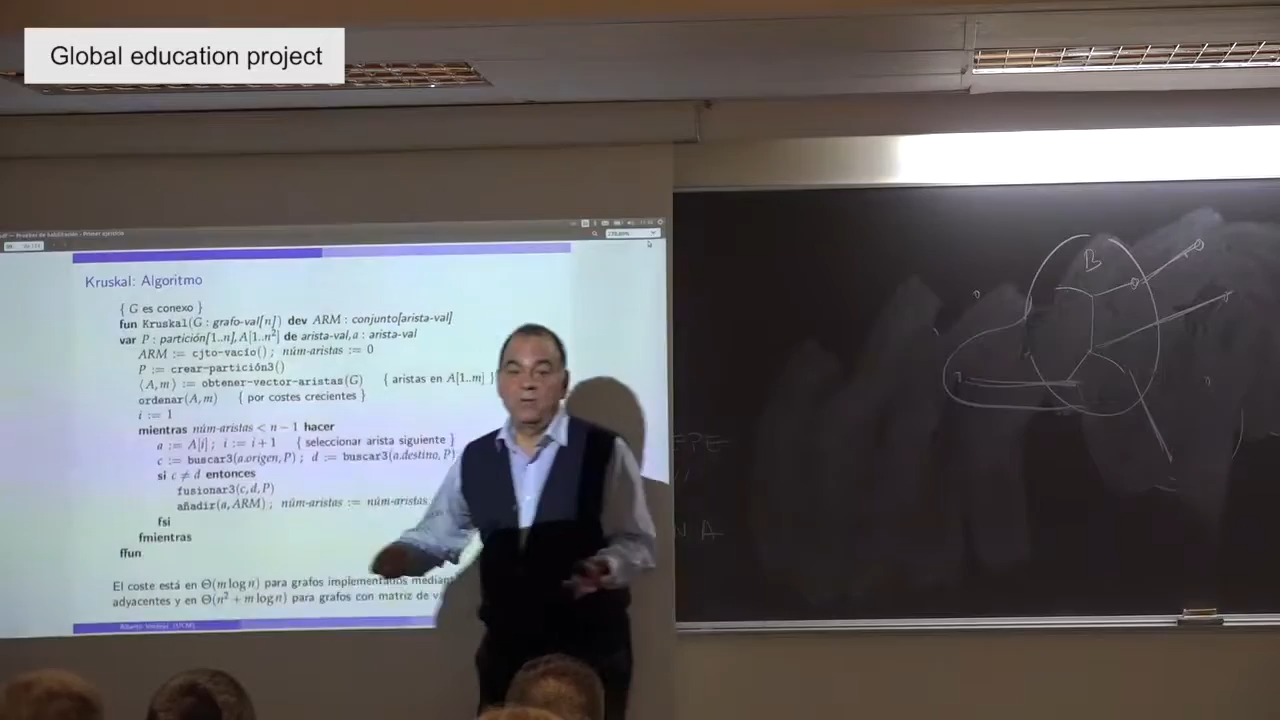 Global education project
Kruskal: Algoritmo
{ G es conexo }
fun Kruskal(G : grafo-val[n]) dev ARM : conjunto[arista-val]
var P : partición[1..n], A[1..n²] de arista-val, a : arista-val
ARM := cjto-vacío() ; núm-aristas := 0
P := crear-partición3()
⟨A, m⟩ := obtener-vector-aristas(G) { aristas en A[1..m] }
ordenar(A, m) { por costes crecientes }
i := 1
mientras núm-aristas < n − 1 hacer
a := A[i] ; i := i + 1 { seleccionar arista siguiente }
c := buscar3(a.origen, P) ; d := buscar3(a.destino, P)
si c ≠ d entonces
fusionar3(c, d, P)
añadir(a, ARM) ; núm-aristas := núm-aristas
fsi
fmientras
ffun
El coste está en Θ(m log n) para grafos implementados
adyacentes y en Θ(n² + m log n) para grafos con matriz de
B